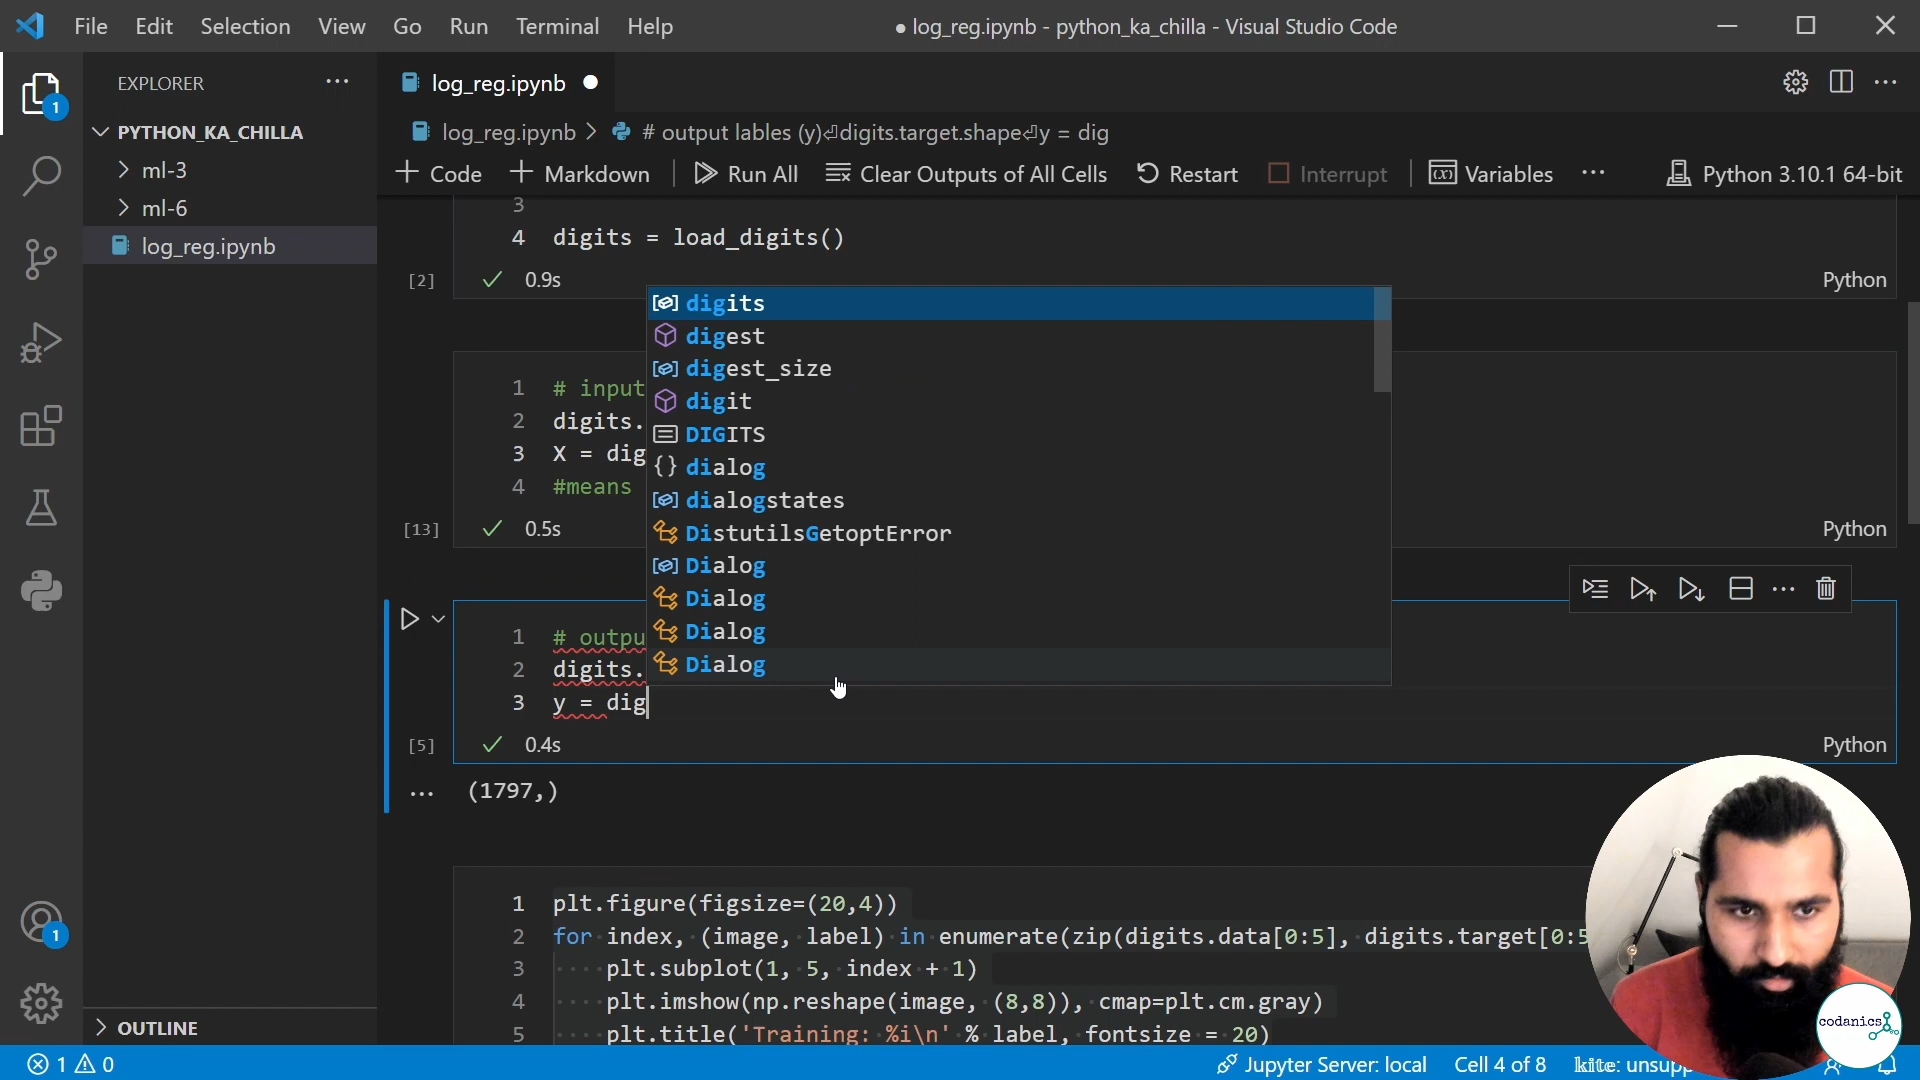 File Edit Selection View Go Run Terminal Help
● log_reg.ipynb - python_ka_chilla - Visual Studio Code
EXPLORER
PYTHON_KA_CHILLA
ml-3
ml-6
log_reg.ipynb
OUTLINE
1
1
log_reg.ipynb
log_reg.ipynb > # output lables (y)⏎digits.target.shape⏎y = dig
+ Code + Markdown Run All Clear Outputs of All Cells Restart Interrupt Variables ··· Python 3.10.1 64-bit
3
4 digits = load_digits()
[2] ✓ 0.9s Python
digits
digest
digest_size
digit
DIGITS
dialog
dialogstates
DistutilsGetoptError
Dialog
Dialog
Dialog
Dialog
1 # input
2 digits.
3 X = dig
4 #means
[13] ✓ 0.5s Python
1 # outpu
2 digits.
3 y = dig
[5] ✓ 0.4s Python
(1797,)
1 plt.figure(figsize=(20,4))
2 for index, (image, label) in enumerate(zip(digits.data[0:5], digits.target[0:5
3 plt.subplot(1, 5, index + 1)
4 plt.imshow(np.reshape(image, (8,8)), cmap=plt.cm.gray)
5 plt.title('Training: %i\n' % label, fontsize = 20)
codanics
1 0 Jupyter Server: local Cell 4 of 8 kite: unsupp